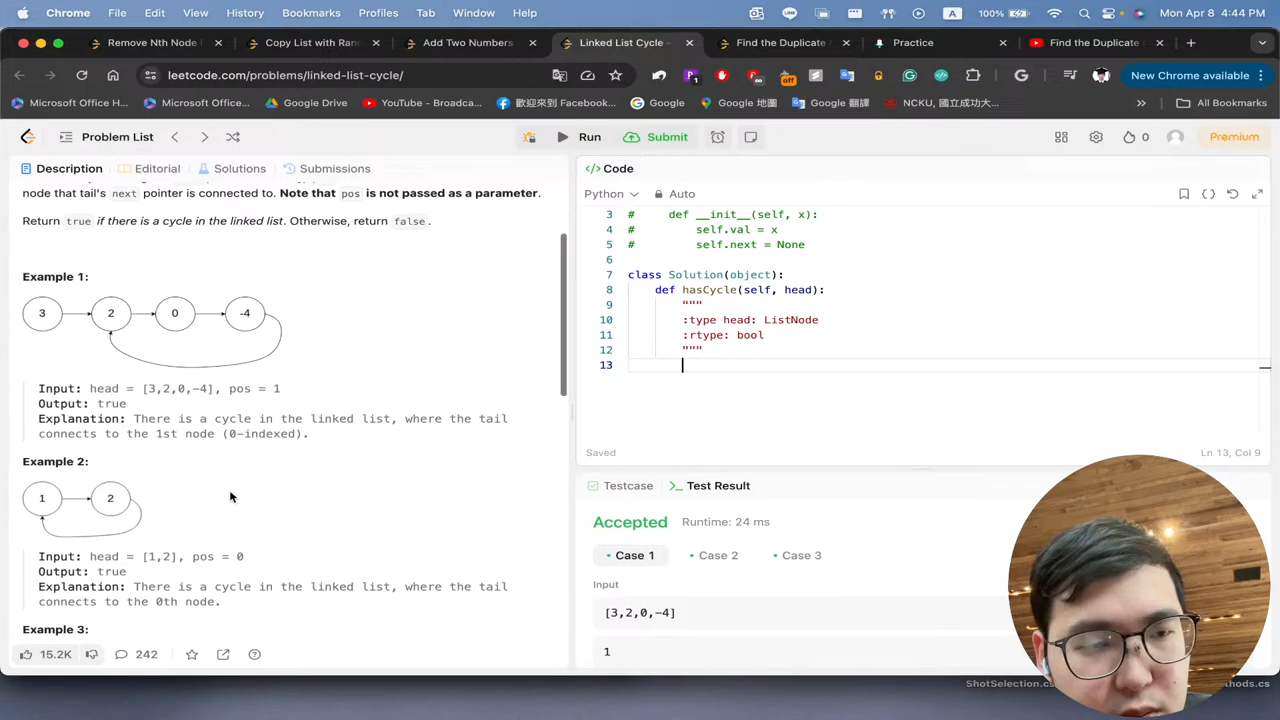 Chrome File Edit View History Bookmarks Profiles Tab Window Help A 100% Mon Apr 8 4:44 PM
Remove Nth Node F × Copy List with Ran × Add Two Numbers × Linked List Cycle - × Find the Duplicate × Practice × Find the Duplicate ×
leetcode.com/problems/linked-list-cycle/ 1 off New Chrome available
Microsoft Office H... Microsoft Office... Google Drive YouTube - Broadca... 歡迎來到 Facebook... Google Google 地圖 Google 翻譯 NCKU, 國立成功大... » All Bookmarks
Problem List Run Submit 0 Premium
Description Editorial Solutions Submissions
node that tail's next pointer is connected to. Note that pos is not passed as a parameter.
Return true if there is a cycle in the linked list. Otherwise, return false.
Example 1:
3 2 0 -4
Input: head = [3,2,0,-4], pos = 1
Output: true
Explanation: There is a cycle in the linked list, where the tail
connects to the 1st node (0-indexed).
Example 2:
1 2
Input: head = [1,2], pos = 0
Output: true
Explanation: There is a cycle in the linked list, where the tail
connects to the 0th node.
Example 3:
15.2K 242
</> Code
Python Auto
3 # def __init__(self, x):
4 # self.val = x
5 # self.next = None
6
7 class Solution(object):
8 def hasCycle(self, head):
9 """
10 :type head: ListNode
11 :rtype: bool
12 """
13
Saved Ln 13, Col 9
Testcase >_ Test Result
Accepted Runtime: 24 ms
• Case 1 • Case 2 • Case 3
Input
[3,2,0,-4]
1
ShotSelection.cs thods.cs